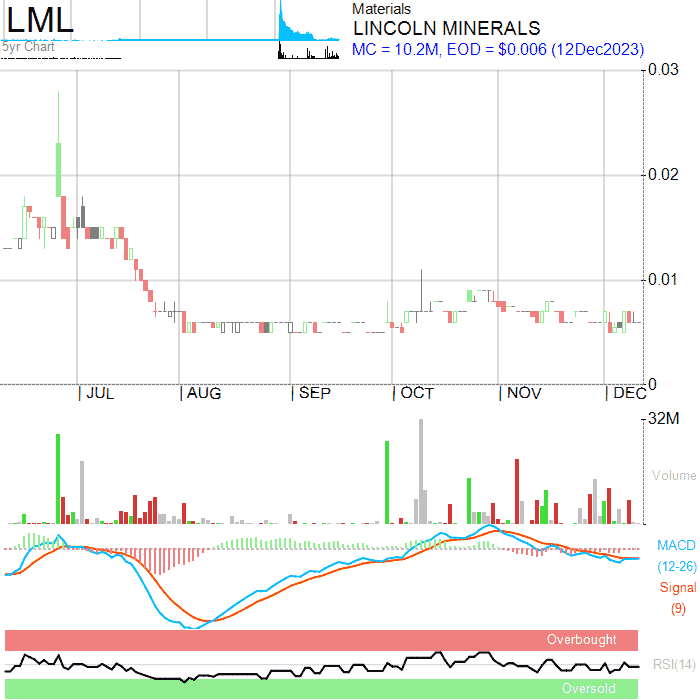 LML
5yr Chart
Materials
LINCOLN MINERALS
MC = 10.2M, EOD = $0.006 (12Dec2023)
0.03
0.02
0.01
0
JUL AUG SEP OCT NOV DEC
32M
Volume
MACD
(12-26)
Signal
(9)
Overbought
RSI(14)
Oversold